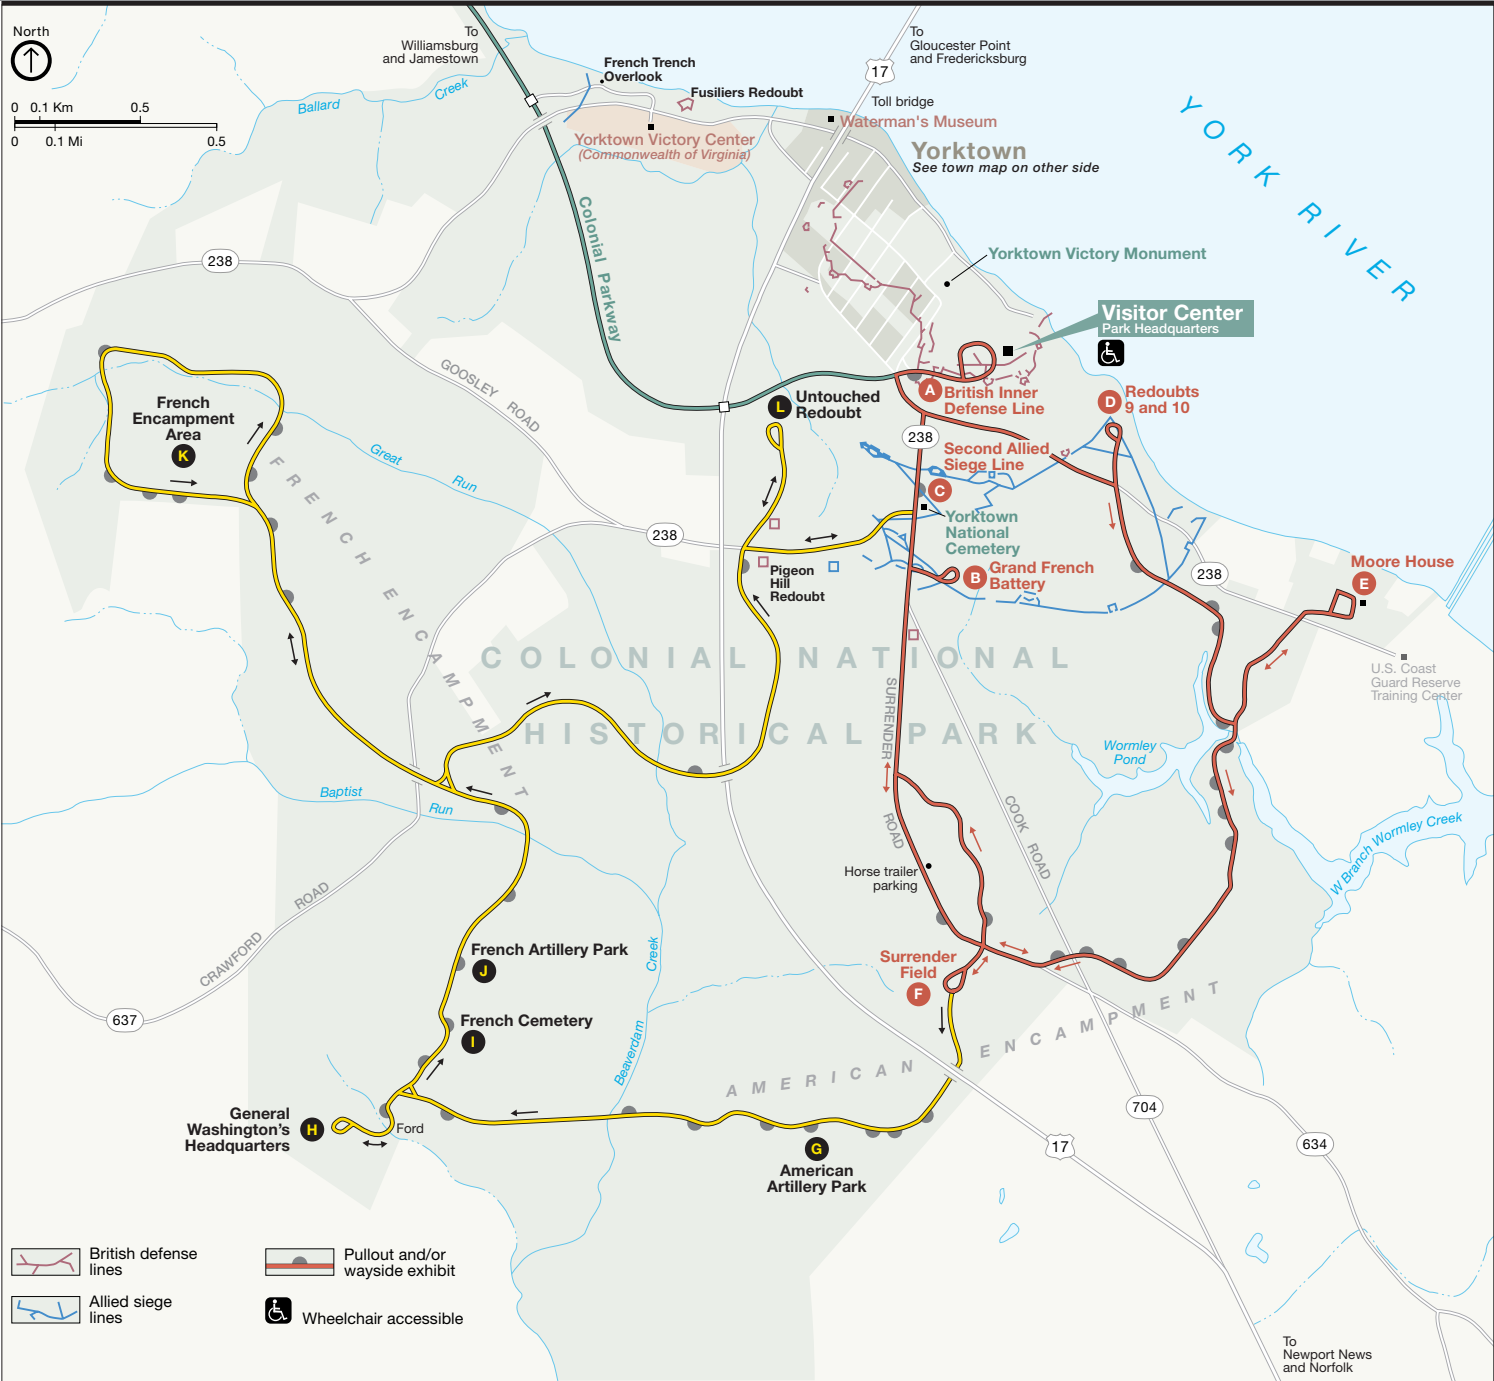 North
0 0.1 Km 0.5
0 0.1 Mi 0.5
To
Williamsburg
and Jamestown
To
Gloucester Point
and Fredericksburg
17
Toll bridge
French Trench
Overlook
Fusiliers Redoubt
Ballard
Creek
Yorktown Victory Center
(Commonwealth of Virginia)
Waterman's Museum
Yorktown
See town map on other side
YORK RIVER
Colonial Parkway
Yorktown Victory Monument
Visitor Center
Park Headquarters
238
GOOSLEY ROAD
French
Encampment
Area
K
L
Untouched
Redoubt
A
British Inner
Defense Line
D
Redoubts
9 and 10
238
Second Allied
Siege Line
C
Great
Run
FRENCH ENCAMPMENT
Yorktown
National
Cemetery
238
Pigeon
Hill
Redoubt
B
Grand French
Battery
238
Moore House
E
U.S. Coast
Guard Reserve
Training Center
COLONIAL NATIONAL
HISTORICAL PARK
SURRENDER
ROAD
Wormley
Pond
COOK ROAD
W Branch Wormley Creek
Baptist
Run
Horse trailer
parking
CRAWFORD
ROAD
French Artillery Park
J
Surrender
Field
F
637
French Cemetery
I
Beaverdam
Creek
AMERICAN ENCAMPMENT
General
Washington's
Headquarters
H
Ford
G
American
Artillery Park
704
17
634
British defense
lines
Allied siege
lines
Pullout and/or
wayside exhibit
Wheelchair accessible
To
Newport News
and Norfolk